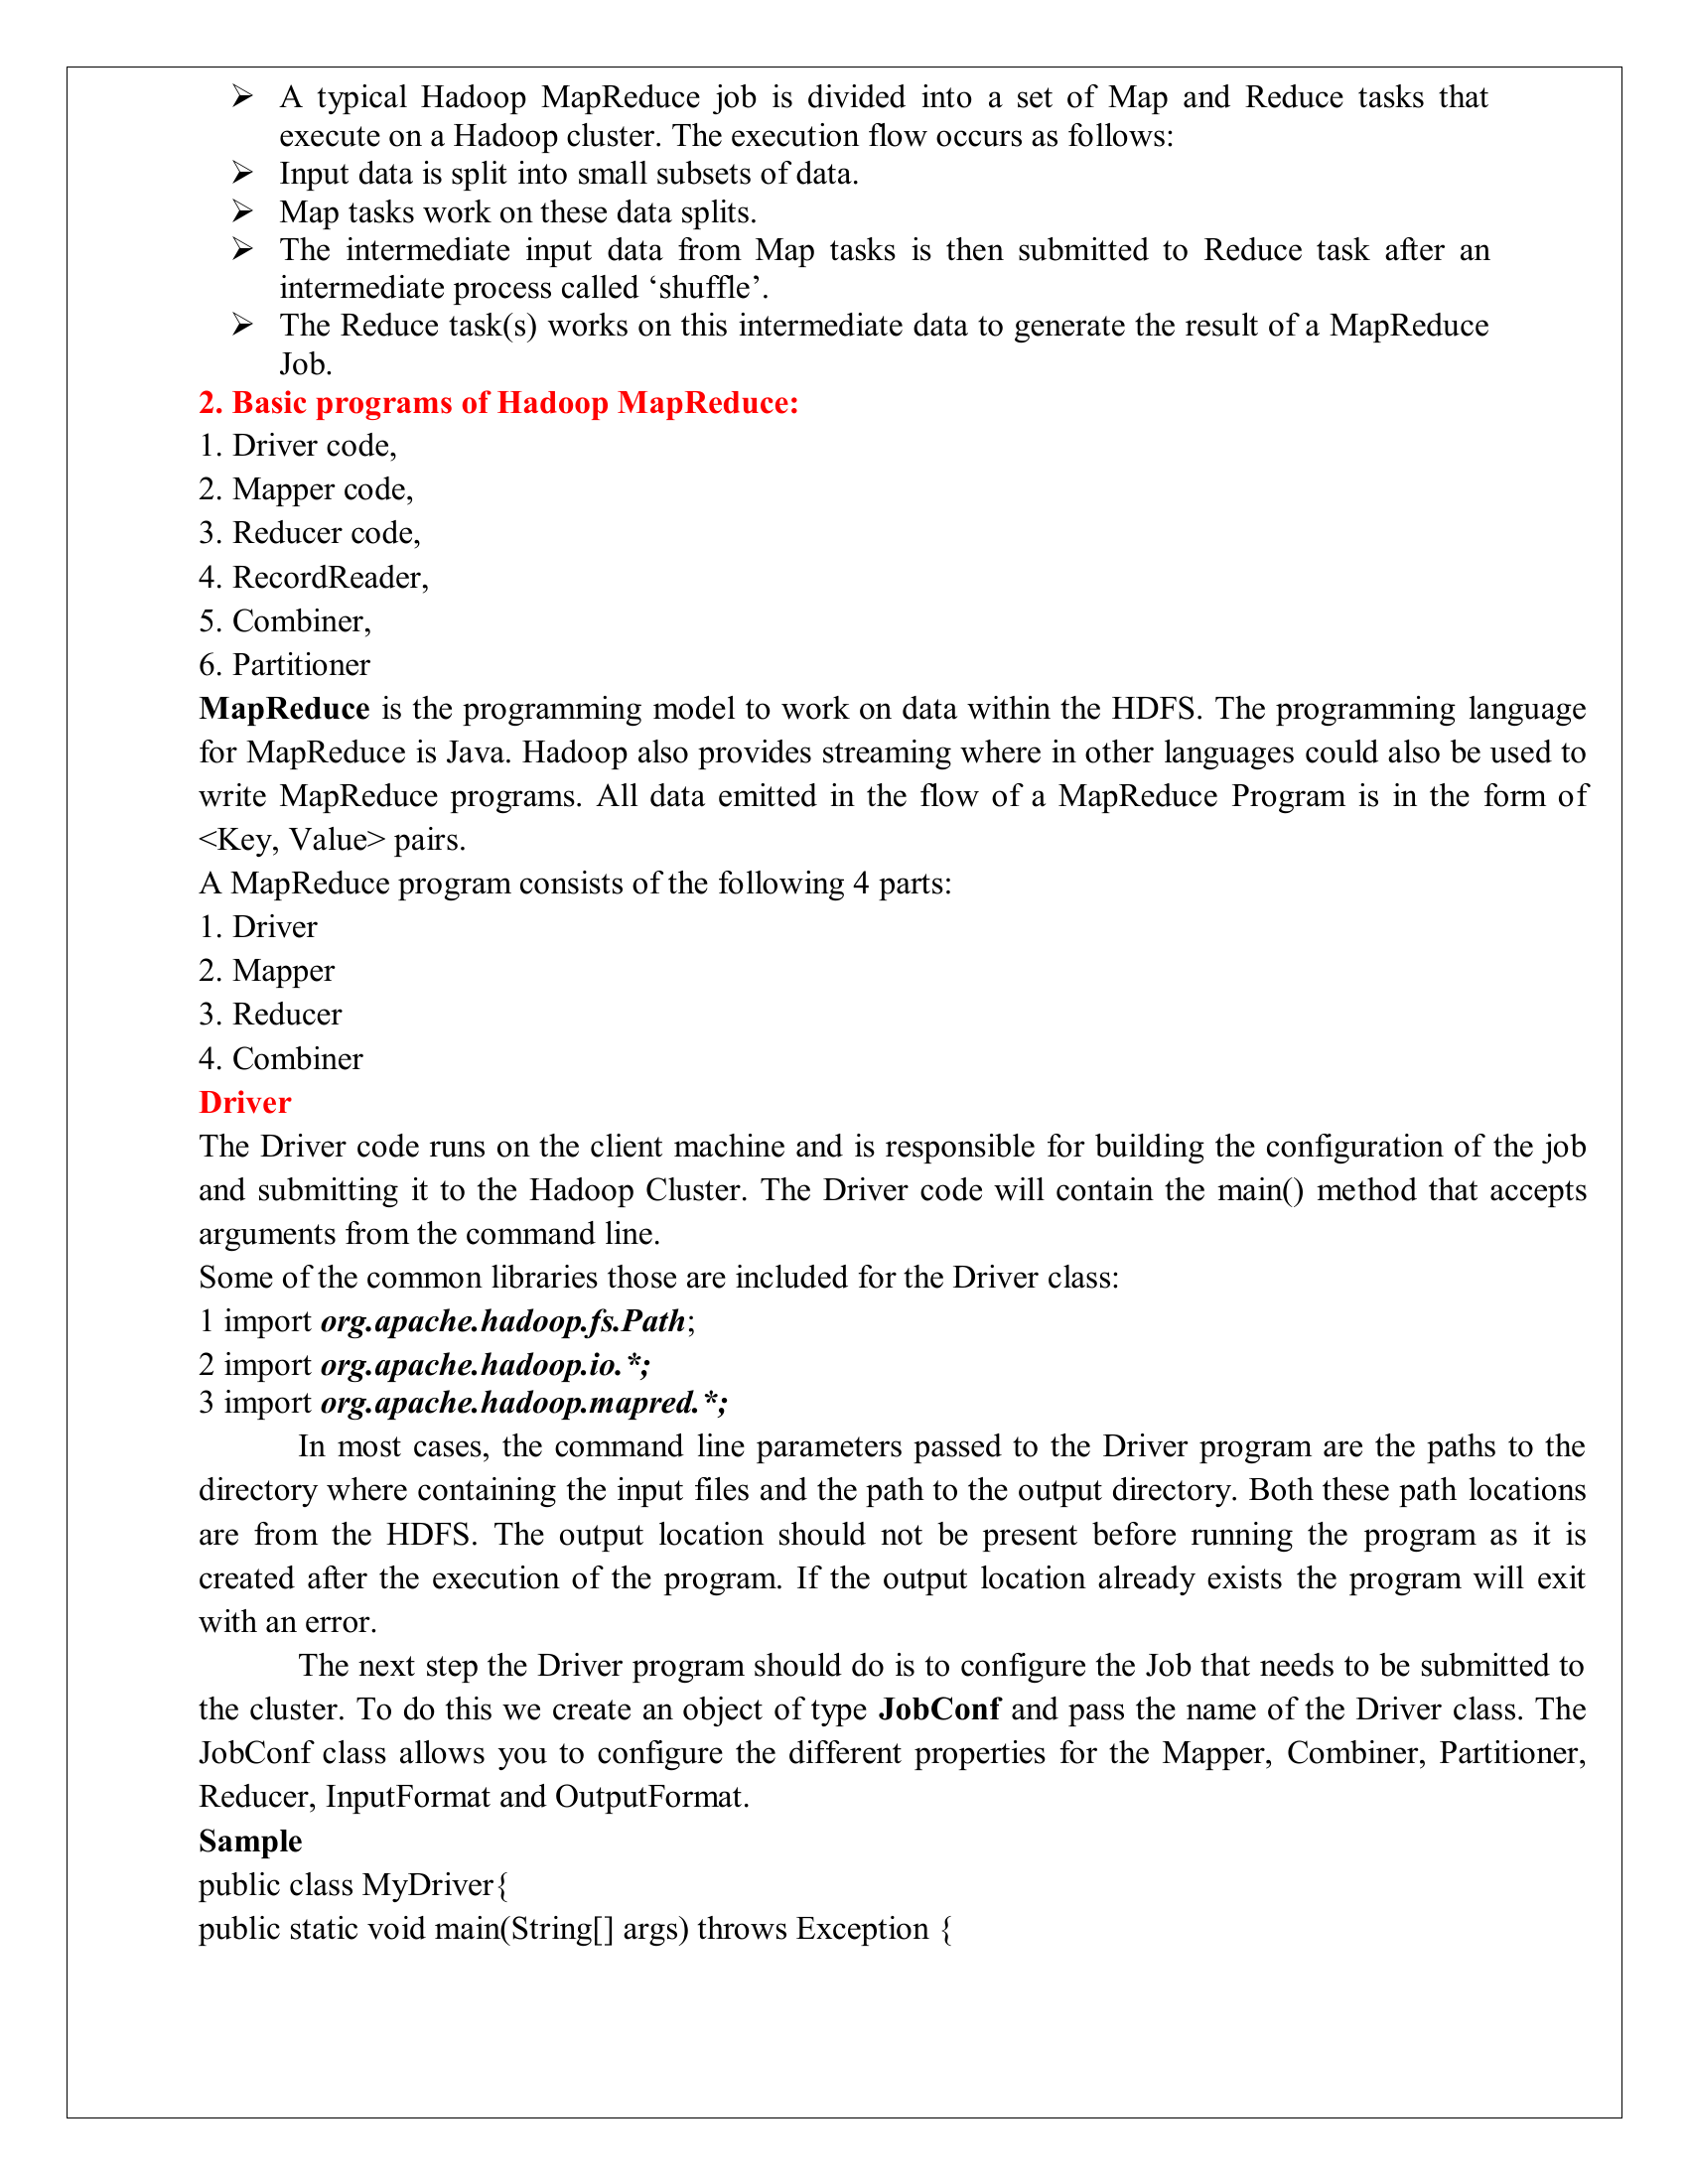 ➢ A typical Hadoop MapReduce job is divided into a set of Map and Reduce tasks that
execute on a Hadoop cluster. The execution flow occurs as follows:
➢ Input data is split into small subsets of data.
➢ Map tasks work on these data splits.
➢ The intermediate input data from Map tasks is then submitted to Reduce task after an
intermediate process called ‘shuffle’.
➢ The Reduce task(s) works on this intermediate data to generate the result of a MapReduce
Job.
2. Basic programs of Hadoop MapReduce:
1. Driver code,
2. Mapper code,
3. Reducer code,
4. RecordReader,
5. Combiner,
6. Partitioner
MapReduce is the programming model to work on data within the HDFS. The programming language
for MapReduce is Java. Hadoop also provides streaming where in other languages could also be used to
write MapReduce programs. All data emitted in the flow of a MapReduce Program is in the form of
<Key, Value> pairs.
A MapReduce program consists of the following 4 parts:
1. Driver
2. Mapper
3. Reducer
4. Combiner
Driver
The Driver code runs on the client machine and is responsible for building the configuration of the job
and submitting it to the Hadoop Cluster. The Driver code will contain the main() method that accepts
arguments from the command line.
Some of the common libraries those are included for the Driver class:
1 import org.apache.hadoop.fs.Path;
2 import org.apache.hadoop.io.*;
3 import org.apache.hadoop.mapred.*;
In most cases, the command line parameters passed to the Driver program are the paths to the
directory where containing the input files and the path to the output directory. Both these path locations
are from the HDFS. The output location should not be present before running the program as it is
created after the execution of the program. If the output location already exists the program will exit
with an error.
The next step the Driver program should do is to configure the Job that needs to be submitted to
the cluster. To do this we create an object of type JobConf and pass the name of the Driver class. The
JobConf class allows you to configure the different properties for the Mapper, Combiner, Partitioner,
Reducer, InputFormat and OutputFormat.
Sample
public class MyDriver{
public static void main(String[] args) throws Exception {